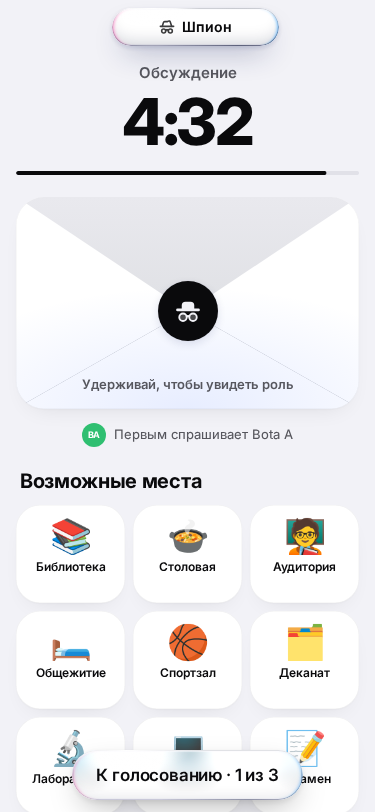 Шпион
Обсуждение
4:32
Удерживай, чтобы увидеть роль
BA
Первым спрашивает Bota A
Возможные места
Библиотека
Столовая
Аудитория
Общежитие
Спортзал
Деканат
К голосованию · 1 из 3